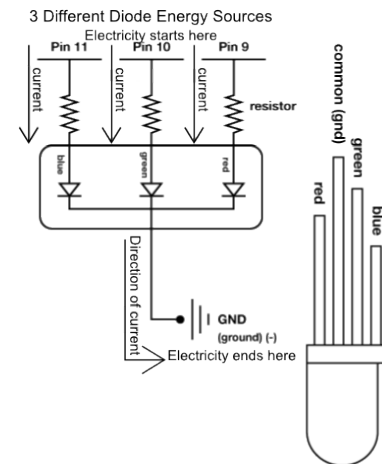 3 Different Diode Energy Sources
Electricity starts here
Pin 11 Pin 10 Pin 9
current
current
current
resistor
blue
green
red
Direction of current
GND
(ground) (-)
Electricity ends here
red
common (gnd)
green
blue